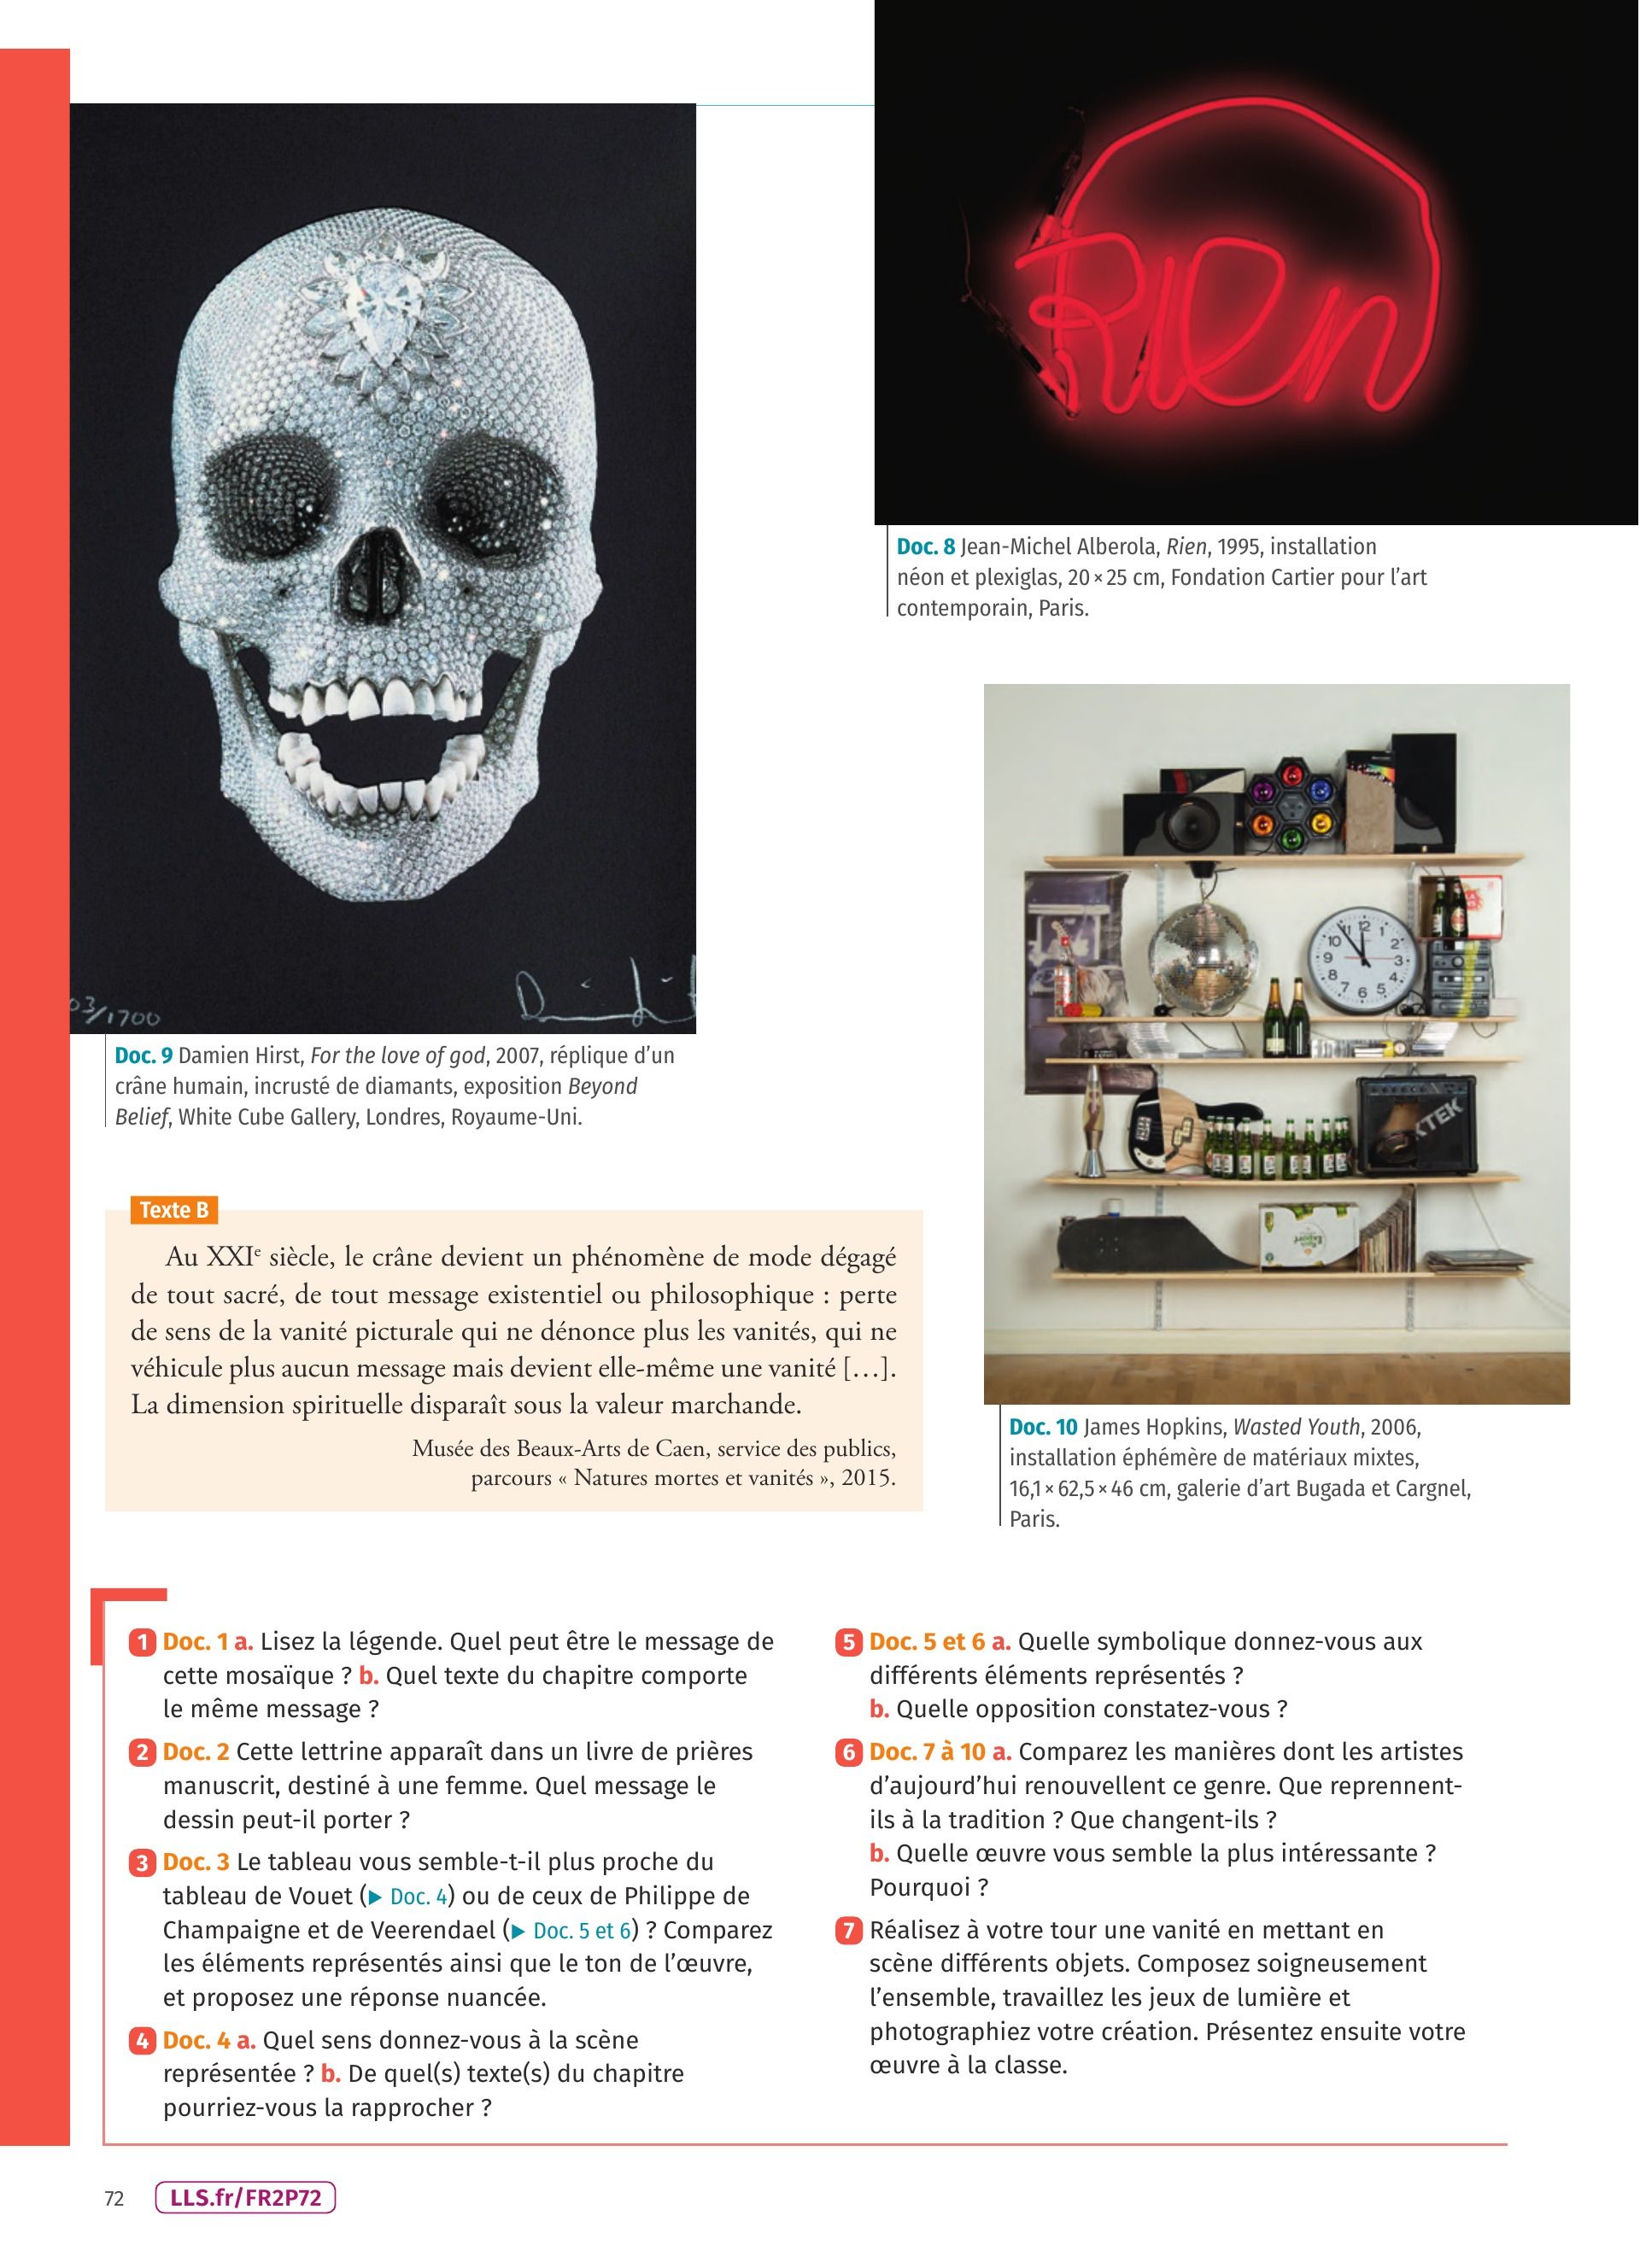 Rien
Doc. 8 Jean-Michel Alberola, Rien, 1995, installation
néon et plexiglas, 20 × 25 cm, Fondation Cartier pour l’art
contemporain, Paris.
03/1700
Doc. 9 Damien Hirst, For the love of god, 2007, réplique d’un
crâne humain, incrusté de diamants, exposition Beyond
Belief, White Cube Gallery, Londres, Royaume-Uni.
11 12 1
10 2
9 3
8 4
7 6 5
XTEK
Export
Doc. 10 James Hopkins, Wasted Youth, 2006,
installation éphémère de matériaux mixtes,
16,1 × 62,5 × 46 cm, galerie d’art Bugada et Cargnel,
Paris.
Texte B
Au XXIe siècle, le crâne devient un phénomène de mode dégagé
de tout sacré, de tout message existentiel ou philosophique : perte
de sens de la vanité picturale qui ne dénonce plus les vanités, qui ne
véhicule plus aucun message mais devient elle-même une vanité […].
La dimension spirituelle disparaît sous la valeur marchande.
Musée des Beaux-Arts de Caen, service des publics,
parcours « Natures mortes et vanités », 2015.
1 Doc. 1 a. Lisez la légende. Quel peut être le message de
cette mosaïque ? b. Quel texte du chapitre comporte
le même message ?
2 Doc. 2 Cette lettrine apparaît dans un livre de prières
manuscrit, destiné à une femme. Quel message le
dessin peut-il porter ?
3 Doc. 3 Le tableau vous semble-t-il plus proche du
tableau de Vouet (▶ Doc. 4) ou de ceux de Philippe de
Champaigne et de Veerendael (▶ Doc. 5 et 6) ? Comparez
les éléments représentés ainsi que le ton de l’œuvre,
et proposez une réponse nuancée.
4 Doc. 4 a. Quel sens donnez-vous à la scène
représentée ? b. De quel(s) texte(s) du chapitre
pourriez-vous la rapprocher ?
5 Doc. 5 et 6 a. Quelle symbolique donnez-vous aux
différents éléments représentés ?
b. Quelle opposition constatez-vous ?
6 Doc. 7 à 10 a. Comparez les manières dont les artistes
d’aujourd’hui renouvellent ce genre. Que reprennent-
ils à la tradition ? Que changent-ils ?
b. Quelle œuvre vous semble la plus intéressante ?
Pourquoi ?
7 Réalisez à votre tour une vanité en mettant en
scène différents objets. Composez soigneusement
l’ensemble, travaillez les jeux de lumière et
photographiez votre création. Présentez ensuite votre
œuvre à la classe.
72 LLS.fr/FR2P72